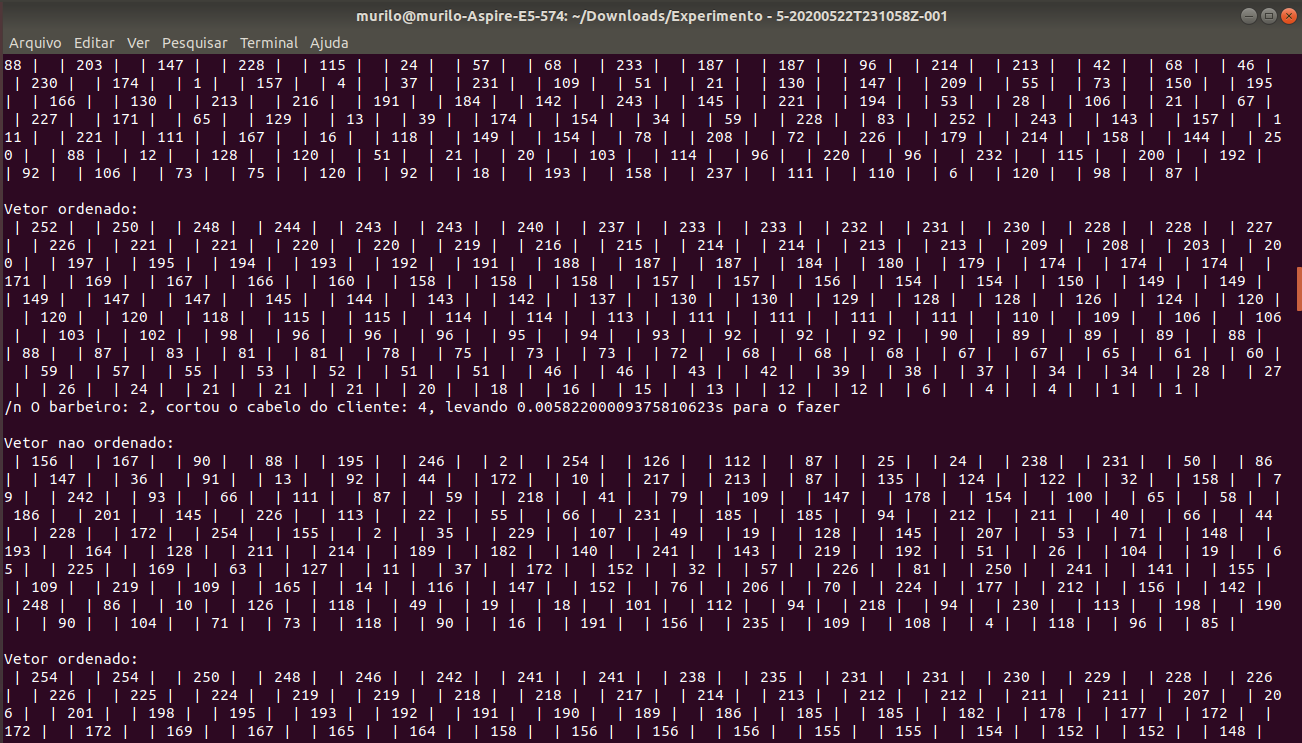 murilo@murilo-Aspire-E5-574: ~/Downloads/Experimento - 5-20200522T231058Z-001
Arquivo Editar Ver Pesquisar Terminal Ajuda
88 |  | 203 |  | 147 |  | 228 |  | 115 |  | 24 |  | 57 |  | 68 |  | 233 |  | 187 |  | 187 |  | 96 |  | 214 |  | 213 |  | 42 |  | 68 |  | 46 |
| 230 |  | 174 |  | 1 |  | 157 |  | 4 |  | 37 |  | 231 |  | 109 |  | 51 |  | 21 |  | 130 |  | 147 |  | 209 |  | 55 |  | 73 |  | 150 |  | 195
|  | 166 |  | 130 |  | 213 |  | 216 |  | 191 |  | 184 |  | 142 |  | 243 |  | 145 |  | 221 |  | 194 |  | 53 |  | 28 |  | 106 |  | 21 |  | 67 |
| 227 |  | 171 |  | 65 |  | 129 |  | 13 |  | 39 |  | 174 |  | 154 |  | 34 |  | 59 |  | 228 |  | 83 |  | 252 |  | 243 |  | 143 |  | 157 |  | 1
11 |  | 221 |  | 111 |  | 167 |  | 16 |  | 118 |  | 149 |  | 154 |  | 78 |  | 208 |  | 72 |  | 226 |  | 179 |  | 214 |  | 158 |  | 144 |  | 25
0 |  | 88 |  | 12 |  | 128 |  | 120 |  | 51 |  | 21 |  | 20 |  | 103 |  | 114 |  | 96 |  | 220 |  | 96 |  | 232 |  | 115 |  | 200 |  | 192 |
| 92 |  | 106 |  | 73 |  | 75 |  | 120 |  | 92 |  | 18 |  | 193 |  | 158 |  | 237 |  | 111 |  | 110 |  | 6 |  | 120 |  | 98 |  | 87 |
Vetor ordenado:
| 252 |  | 250 |  | 248 |  | 244 |  | 243 |  | 243 |  | 240 |  | 237 |  | 233 |  | 233 |  | 232 |  | 231 |  | 230 |  | 228 |  | 228 |  | 227
|  | 226 |  | 221 |  | 221 |  | 220 |  | 220 |  | 219 |  | 216 |  | 215 |  | 214 |  | 214 |  | 213 |  | 213 |  | 209 |  | 208 |  | 203 |  | 20
0 |  | 197 |  | 195 |  | 194 |  | 193 |  | 192 |  | 191 |  | 188 |  | 187 |  | 187 |  | 184 |  | 180 |  | 179 |  | 174 |  | 174 |  | 174 |  |
171 |  | 169 |  | 167 |  | 166 |  | 160 |  | 158 |  | 158 |  | 158 |  | 157 |  | 157 |  | 156 |  | 154 |  | 154 |  | 150 |  | 149 |  | 149 |
| 149 |  | 147 |  | 147 |  | 145 |  | 144 |  | 143 |  | 142 |  | 137 |  | 130 |  | 130 |  | 129 |  | 128 |  | 128 |  | 126 |  | 124 |  | 120 |
| 120 |  | 120 |  | 118 |  | 115 |  | 115 |  | 114 |  | 114 |  | 113 |  | 111 |  | 111 |  | 111 |  | 111 |  | 110 |  | 109 |  | 106 |  | 106
|  | 103 |  | 102 |  | 98 |  | 96 |  | 96 |  | 96 |  | 95 |  | 94 |  | 93 |  | 92 |  | 92 |  | 92 |  | 90 |  | 89 |  | 89 |  | 89 |  | 88 |
| 88 |  | 87 |  | 83 |  | 81 |  | 81 |  | 78 |  | 75 |  | 73 |  | 73 |  | 72 |  | 68 |  | 68 |  | 68 |  | 67 |  | 67 |  | 65 |  | 61 |  | 60 |
| 59 |  | 57 |  | 55 |  | 53 |  | 52 |  | 51 |  | 51 |  | 46 |  | 46 |  | 43 |  | 42 |  | 39 |  | 38 |  | 37 |  | 34 |  | 34 |  | 28 |  | 27
|  | 26 |  | 24 |  | 21 |  | 21 |  | 21 |  | 20 |  | 18 |  | 16 |  | 15 |  | 13 |  | 12 |  | 12 |  | 6 |  | 4 |  | 4 |  | 1 |  | 1 |
/n O barbeiro: 2, cortou o cabelo do cliente: 4, levando 0.00582200009375810623s para o fazer
Vetor nao ordenado:
| 156 |  | 167 |  | 90 |  | 88 |  | 195 |  | 246 |  | 2 |  | 254 |  | 126 |  | 112 |  | 87 |  | 25 |  | 24 |  | 238 |  | 231 |  | 50 |  | 86
|  | 147 |  | 36 |  | 91 |  | 13 |  | 92 |  | 44 |  | 172 |  | 10 |  | 217 |  | 213 |  | 87 |  | 135 |  | 124 |  | 122 |  | 32 |  | 158 |  | 7
9 |  | 242 |  | 93 |  | 66 |  | 111 |  | 87 |  | 59 |  | 218 |  | 41 |  | 79 |  | 109 |  | 147 |  | 178 |  | 154 |  | 100 |  | 65 |  | 58 |  |
186 |  | 201 |  | 145 |  | 226 |  | 113 |  | 22 |  | 55 |  | 66 |  | 231 |  | 185 |  | 185 |  | 94 |  | 212 |  | 211 |  | 40 |  | 66 |  | 44
|  | 228 |  | 172 |  | 254 |  | 155 |  | 2 |  | 35 |  | 229 |  | 107 |  | 49 |  | 19 |  | 128 |  | 145 |  | 207 |  | 53 |  | 71 |  | 148 |  |
193 |  | 164 |  | 128 |  | 211 |  | 214 |  | 189 |  | 182 |  | 140 |  | 241 |  | 143 |  | 219 |  | 192 |  | 51 |  | 26 |  | 104 |  | 19 |  | 6
5 |  | 225 |  | 169 |  | 63 |  | 127 |  | 11 |  | 37 |  | 172 |  | 152 |  | 32 |  | 57 |  | 226 |  | 81 |  | 250 |  | 241 |  | 141 |  | 155 |
| 109 |  | 219 |  | 109 |  | 165 |  | 14 |  | 116 |  | 147 |  | 152 |  | 76 |  | 206 |  | 70 |  | 224 |  | 177 |  | 212 |  | 156 |  | 142 |
| 248 |  | 86 |  | 10 |  | 126 |  | 118 |  | 49 |  | 19 |  | 18 |  | 101 |  | 112 |  | 94 |  | 218 |  | 94 |  | 230 |  | 113 |  | 198 |  | 190
|  | 90 |  | 104 |  | 71 |  | 73 |  | 118 |  | 90 |  | 16 |  | 191 |  | 156 |  | 235 |  | 109 |  | 108 |  | 4 |  | 118 |  | 96 |  | 85 |
Vetor ordenado:
| 254 |  | 254 |  | 250 |  | 248 |  | 246 |  | 242 |  | 241 |  | 241 |  | 238 |  | 235 |  | 231 |  | 231 |  | 230 |  | 229 |  | 228 |  | 226
|  | 226 |  | 225 |  | 224 |  | 219 |  | 219 |  | 218 |  | 218 |  | 217 |  | 214 |  | 213 |  | 212 |  | 212 |  | 211 |  | 211 |  | 207 |  | 20
6 |  | 201 |  | 198 |  | 195 |  | 193 |  | 192 |  | 191 |  | 190 |  | 189 |  | 186 |  | 185 |  | 185 |  | 182 |  | 178 |  | 177 |  | 172 |  |
172 |  | 172 |  | 169 |  | 167 |  | 165 |  | 164 |  | 158 |  | 156 |  | 156 |  | 156 |  | 155 |  | 155 |  | 154 |  | 152 |  | 152 |  | 148 |